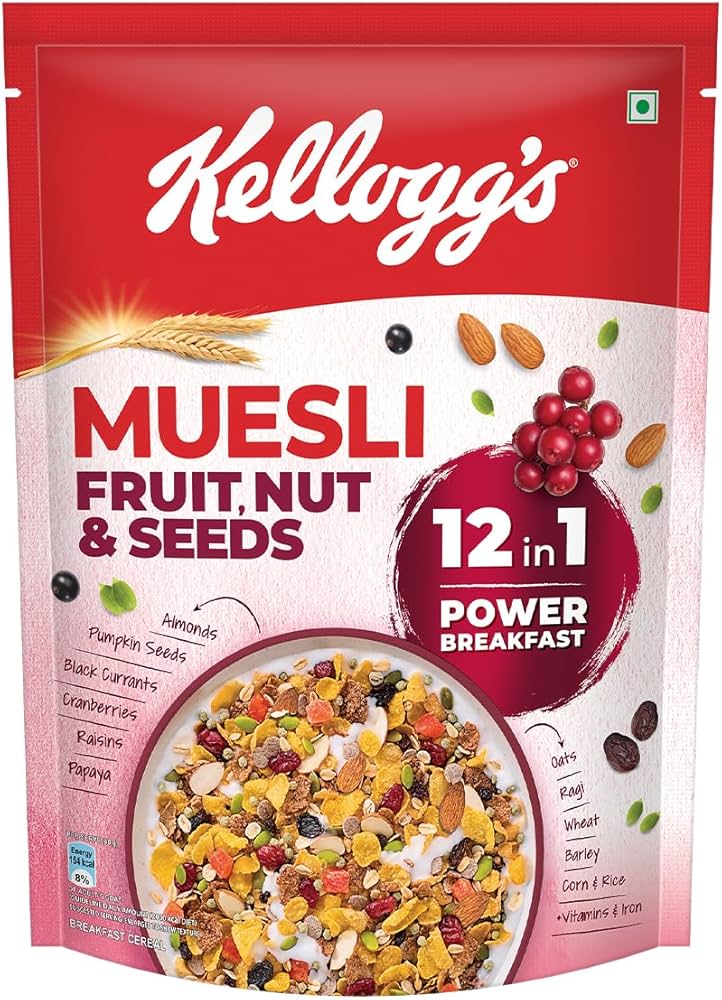 Kellogg's®
MUESLI
FRUIT, NUT
& SEEDS
12 in 1
POWER
BREAKFAST
Almonds
Pumpkin Seeds
Black Currants
Cranberries
Raisins
Papaya
Oats
Ragi
Wheat
Barley
Corn & Rice
+Vitamins & Iron
Energy
154 kcal
8%
BREAKFAST CEREAL